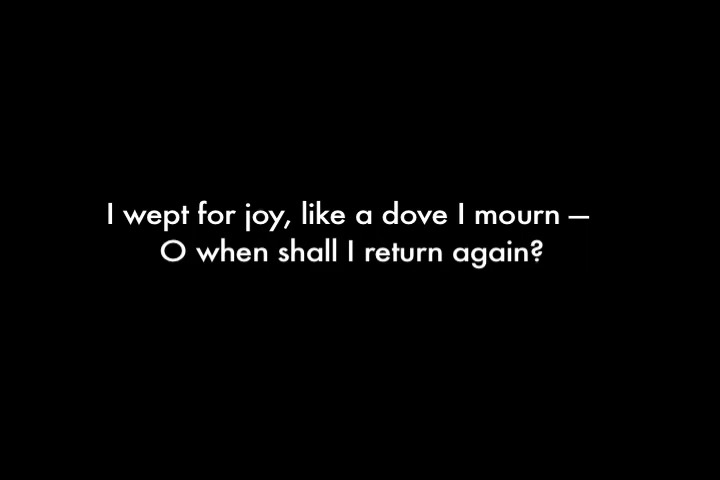 I wept for joy, like a dove I mourn —
O when shall I return again?